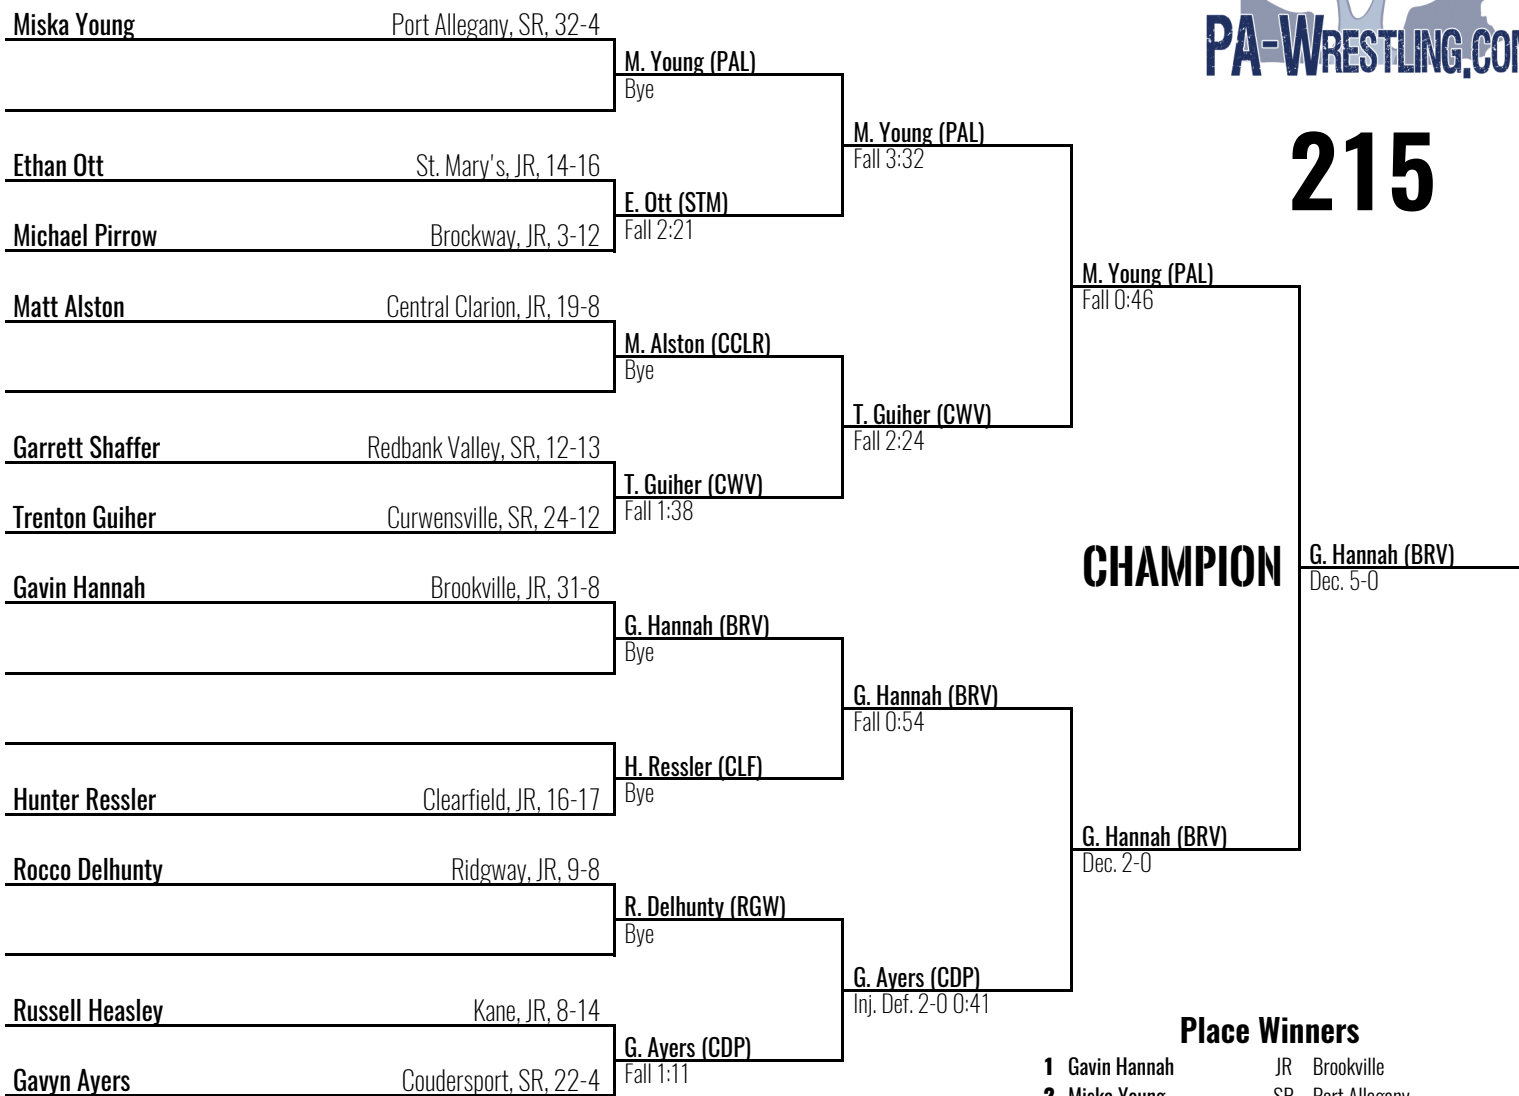 Miska Young Port Allegany, SR, 32-4
M. Young (PAL)
Bye
Ethan Ott St. Mary's, JR, 14-16
E. Ott (STM)
Fall 2:21
Michael Pirrow Brockway, JR, 3-12
M. Young (PAL)
Fall 3:32
Matt Alston Central Clarion, JR, 19-8
M. Alston (CCLR)
Bye
Garrett Shaffer Redbank Valley, SR, 12-13
T. Guiher (CWV)
Fall 1:38
Trenton Guiher Curwensville, SR, 24-12
T. Guiher (CWV)
Fall 2:24
M. Young (PAL)
Fall 0:46
Gavin Hannah Brookville, JR, 31-8
G. Hannah (BRV)
Bye
Hunter Ressler Clearfield, JR, 16-17
H. Ressler (CLF)
Bye
G. Hannah (BRV)
Fall 0:54
Rocco Delhunty Ridgway, JR, 9-8
R. Delhunty (RGW)
Bye
Russell Heasley Kane, JR, 8-14
G. Ayers (CDP)
Fall 1:11
Gavyn Ayers Coudersport, SR, 22-4
G. Ayers (CDP)
Inj. Def. 2-0 0:41
G. Hannah (BRV)
Dec. 2-0
CHAMPION
G. Hannah (BRV)
Dec. 5-0
PA-WRESTLING.COM
215
Place Winners
1 Gavin Hannah JR Brookville
2 Miska Young SR Port Allegany